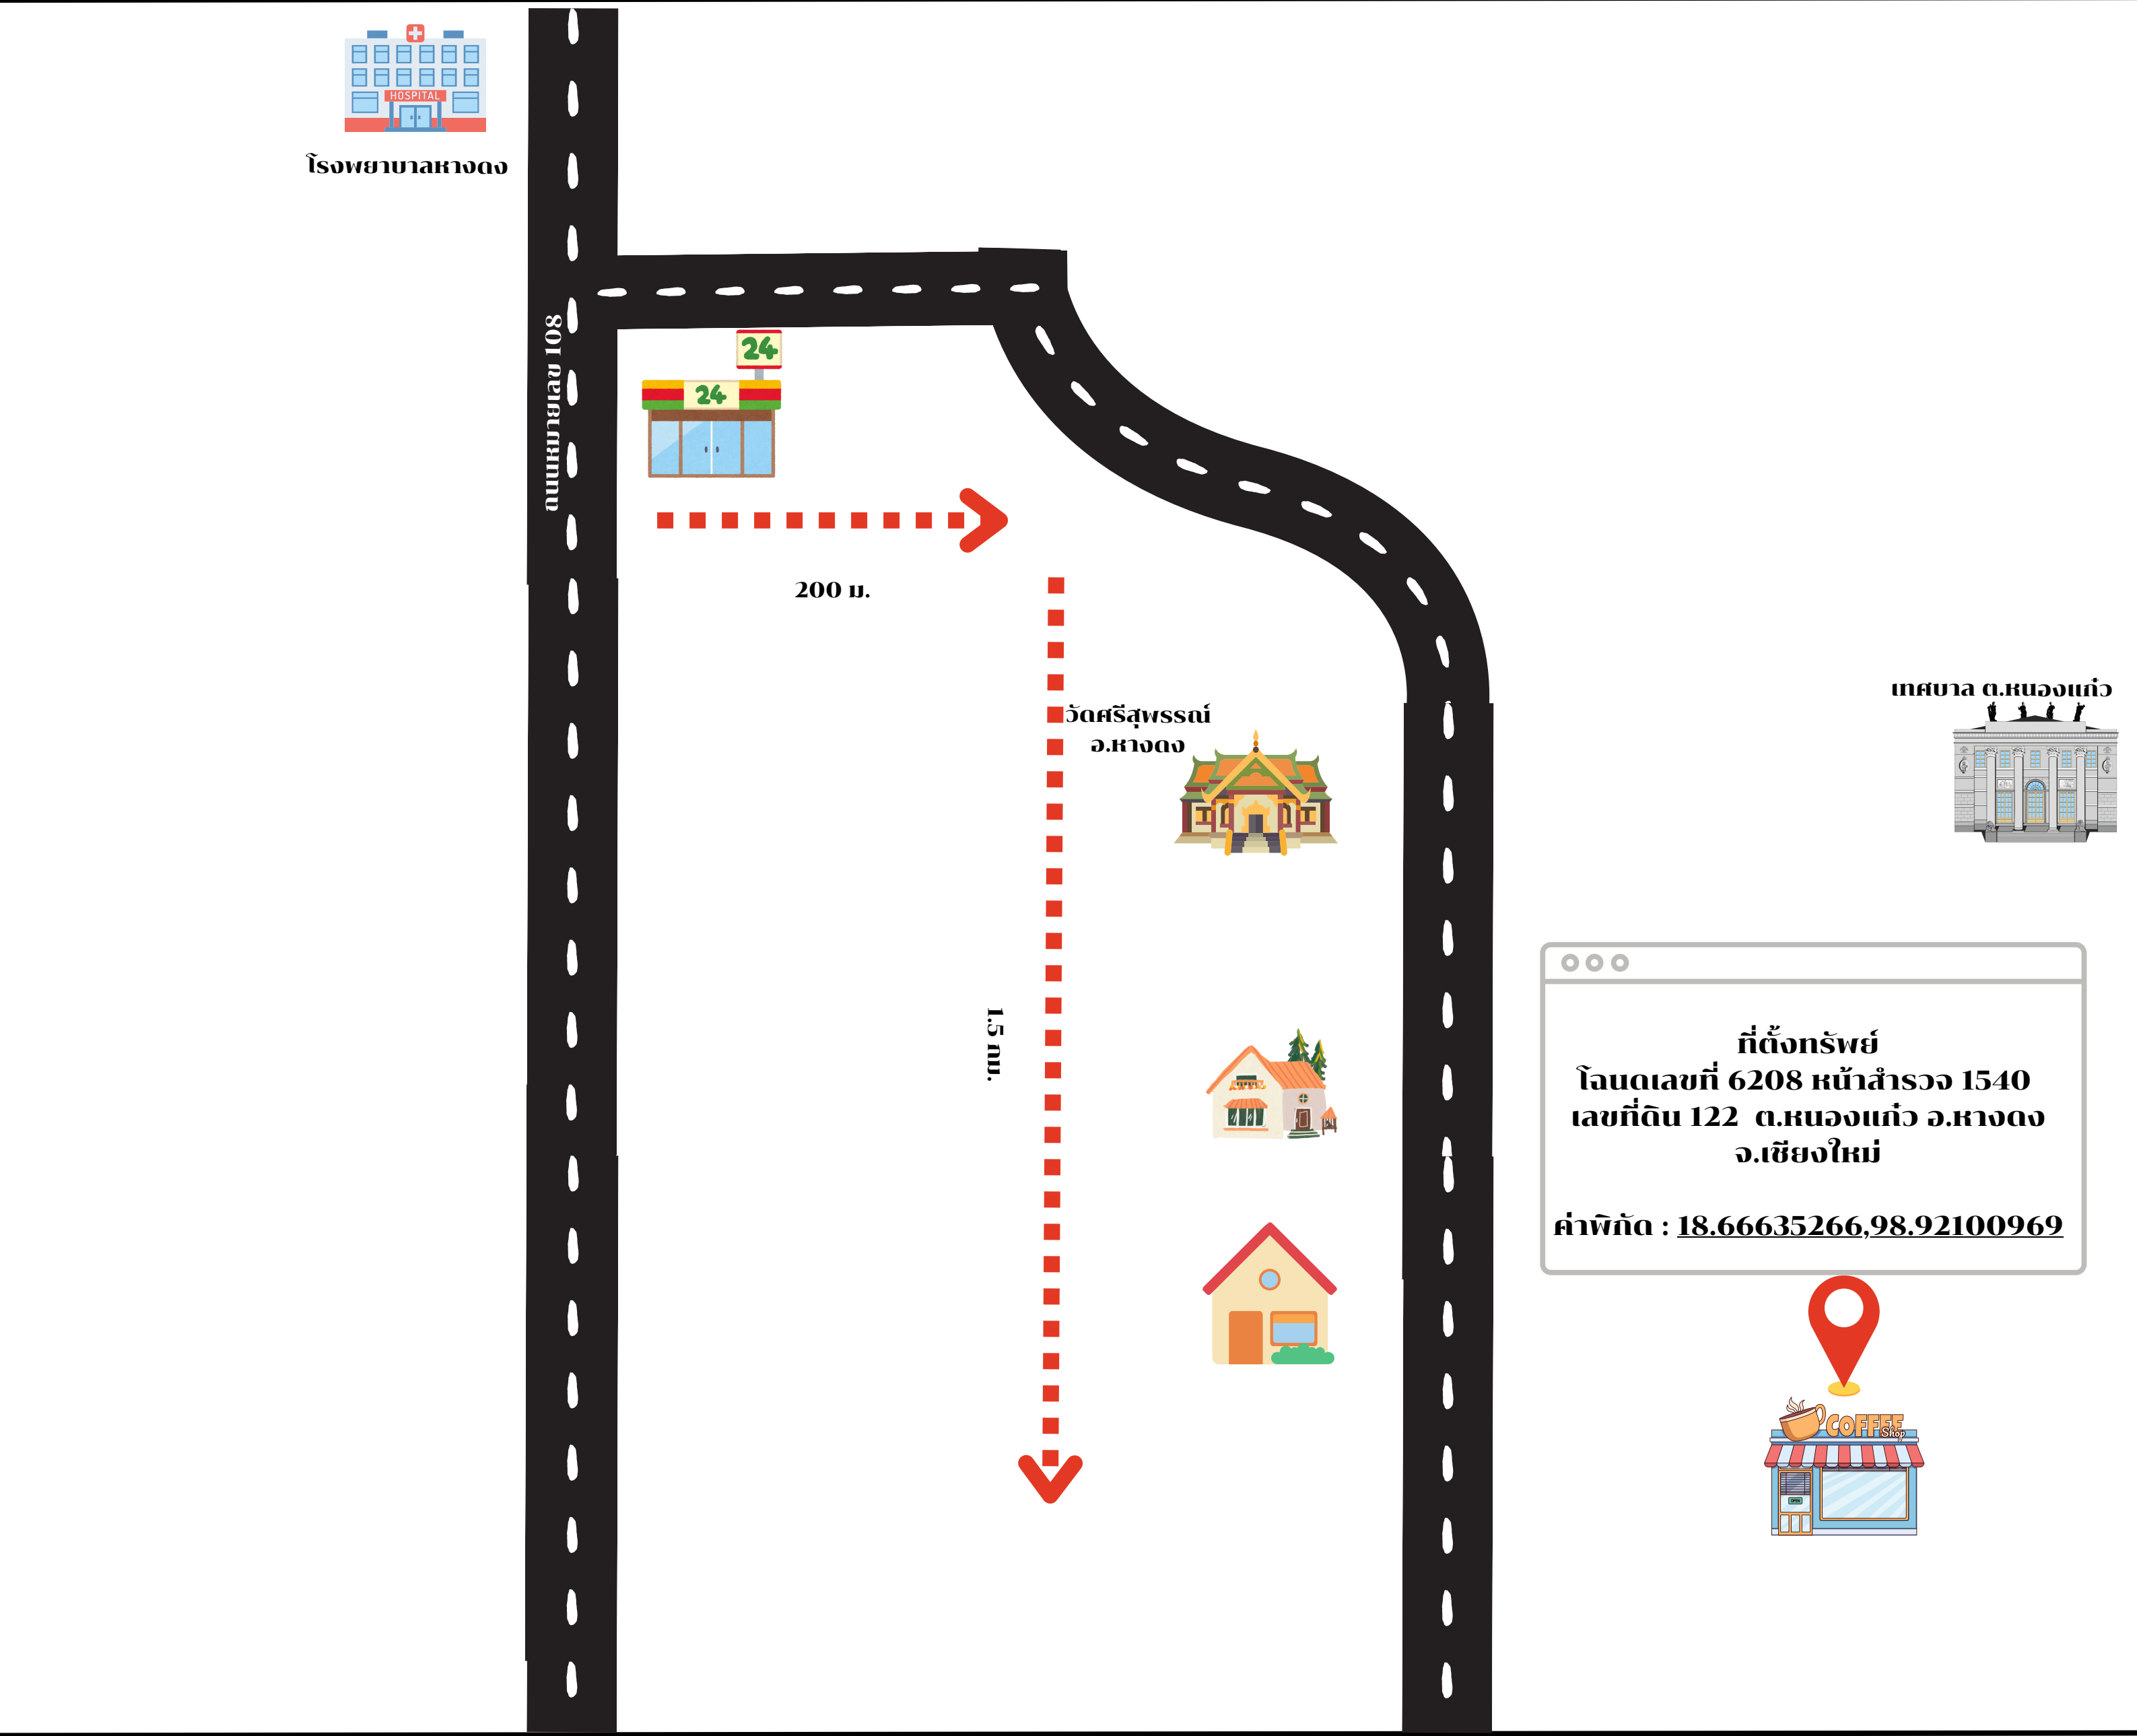 HOSPITAL
โรงพยาบาลหางดง
ถนนหมายเลข 108
24
24
200 ม.
วัดศรีสุพรรณ์
อ.หางดง
เทศบาล ต.หนองแก๋ว
1.5 กม.
ที่ตั้งทรัพย์
โฉนดเลขที่ 6208 หน้าสำรวจ 1540
เลขที่ดิน 122 ต.หนองแก๋ว อ.หางดง
จ.เชียงใหม่
ค่าพิกัด : 18.66635266,98.92100969
COFFEE
Shop
OPEN